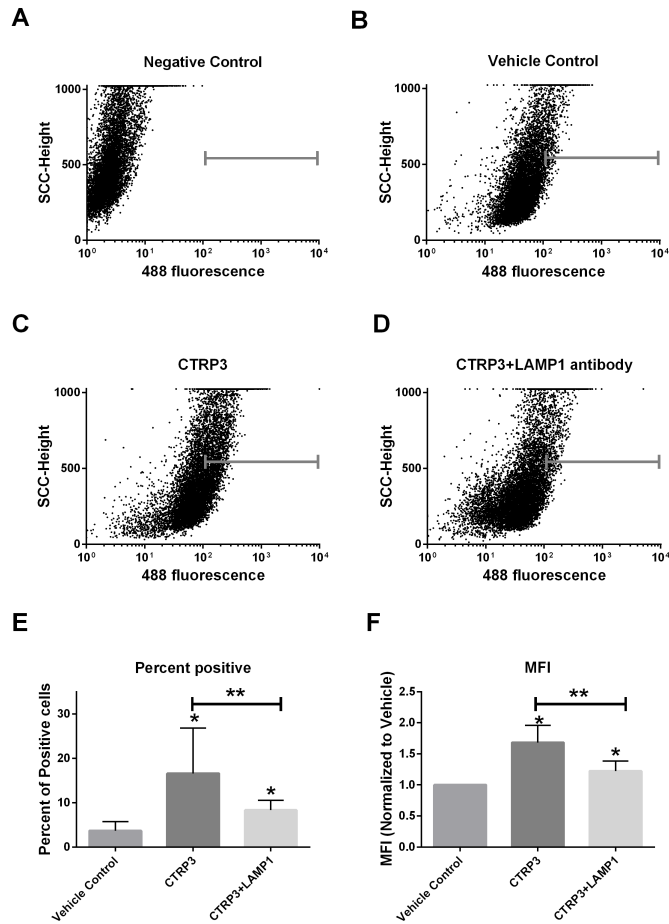 A
Negative Control
SCC-Height
1000
500
0
10^0 10^1 10^2 10^3 10^4
488 fluorescence
B
Vehicle Control
SCC-Height
1000
500
0
10^0 10^1 10^2 10^3 10^4
488 fluorescence
C
CTRP3
SCC-Height
1000
500
0
10^0 10^1 10^2 10^3 10^4
488 fluorescence
D
CTRP3+LAMP1 antibody
SCC-Height
1000
500
0
10^0 10^1 10^2 10^3 10^4
488 fluorescence
E
Percent positive
Percent of Positive cells
30
20
10
0
**
*
*
Vehicle Control
CTRP3
CTRP3+LAMP1
F
MFI
MFI (Normalized to Vehicle)
2.5
2.0
1.5
1.0
0.5
0.0
**
*
*
Vehicle Control
CTRP3
CTRP3+LAMP1